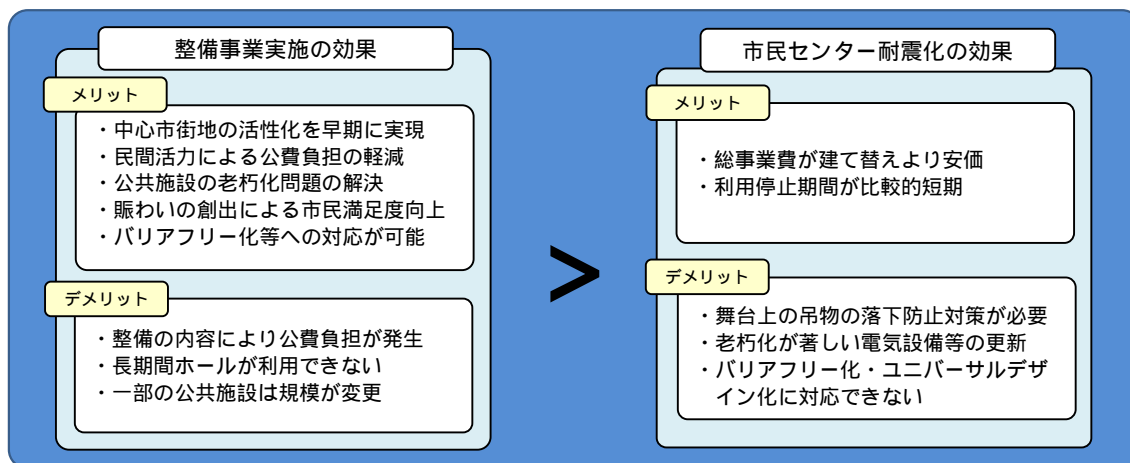 整備事業実施の効果
メリット
・中心市街地の活性化を早期に実現
・民間活力による公費負担の軽減
・公共施設の老朽化問題の解決
・賑わいの創出による市民満足度向上
・バリアフリー化等への対応が可能
デメリット
・整備の内容により公費負担が発生
・長期間ホールが利用できない
・一部の公共施設は規模が変更
>
市民センター耐震化の効果
メリット
・総事業費が建て替えより安価
・利用停止期間が比較的短期
デメリット
・舞台上の吊物の落下防止対策が必要
・老朽化が著しい電気設備等の更新
・バリアフリー化・ユニバーサルデザ
イン化に対応できない